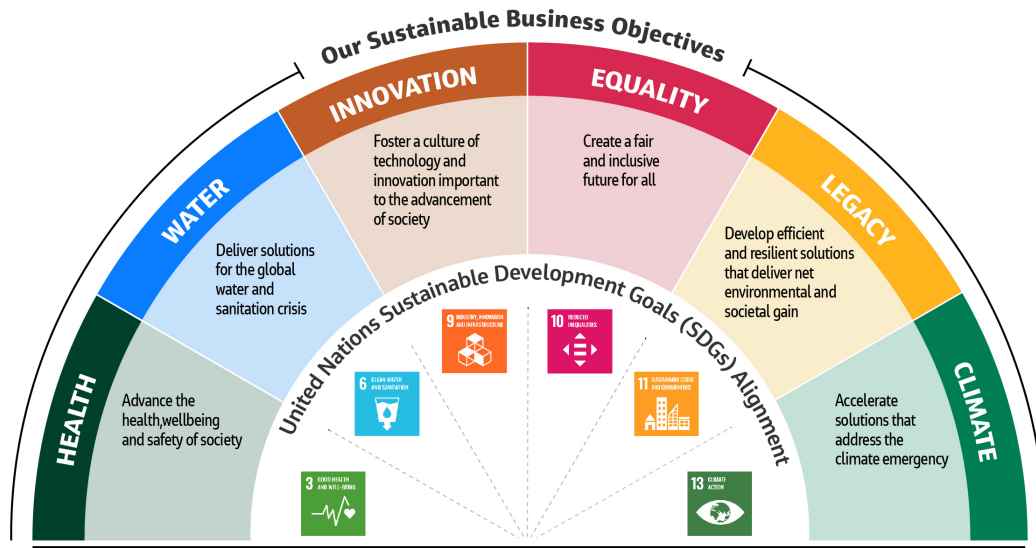 Our Sustainable Business Objectives
HEALTH
Advance the
health,wellbeing
and safety of society
WATER
Deliver solutions
for the global
water and
sanitation crisis
INNOVATION
Foster a culture of
technology and
innovation important
to the advancement
of society
EQUALITY
Create a fair
and inclusive
future for all
LEGACY
Develop efficient
and resilient solutions
that deliver net
environmental and
societal gain
CLIMATE
Accelerate
solutions that
address the
climate emergency
United Nations Sustainable Development Goals (SDGs) Alignment
3 GOOD HEALTH
AND WELL-BEING
6 CLEAN WATER
AND SANITATION
9 INDUSTRY, INNOVATION
AND INFRASTRUCTURE
10 REDUCED
INEQUALITIES
11 SUSTAINABLE CITIES
AND COMMUNITIES
13 CLIMATE
ACTION